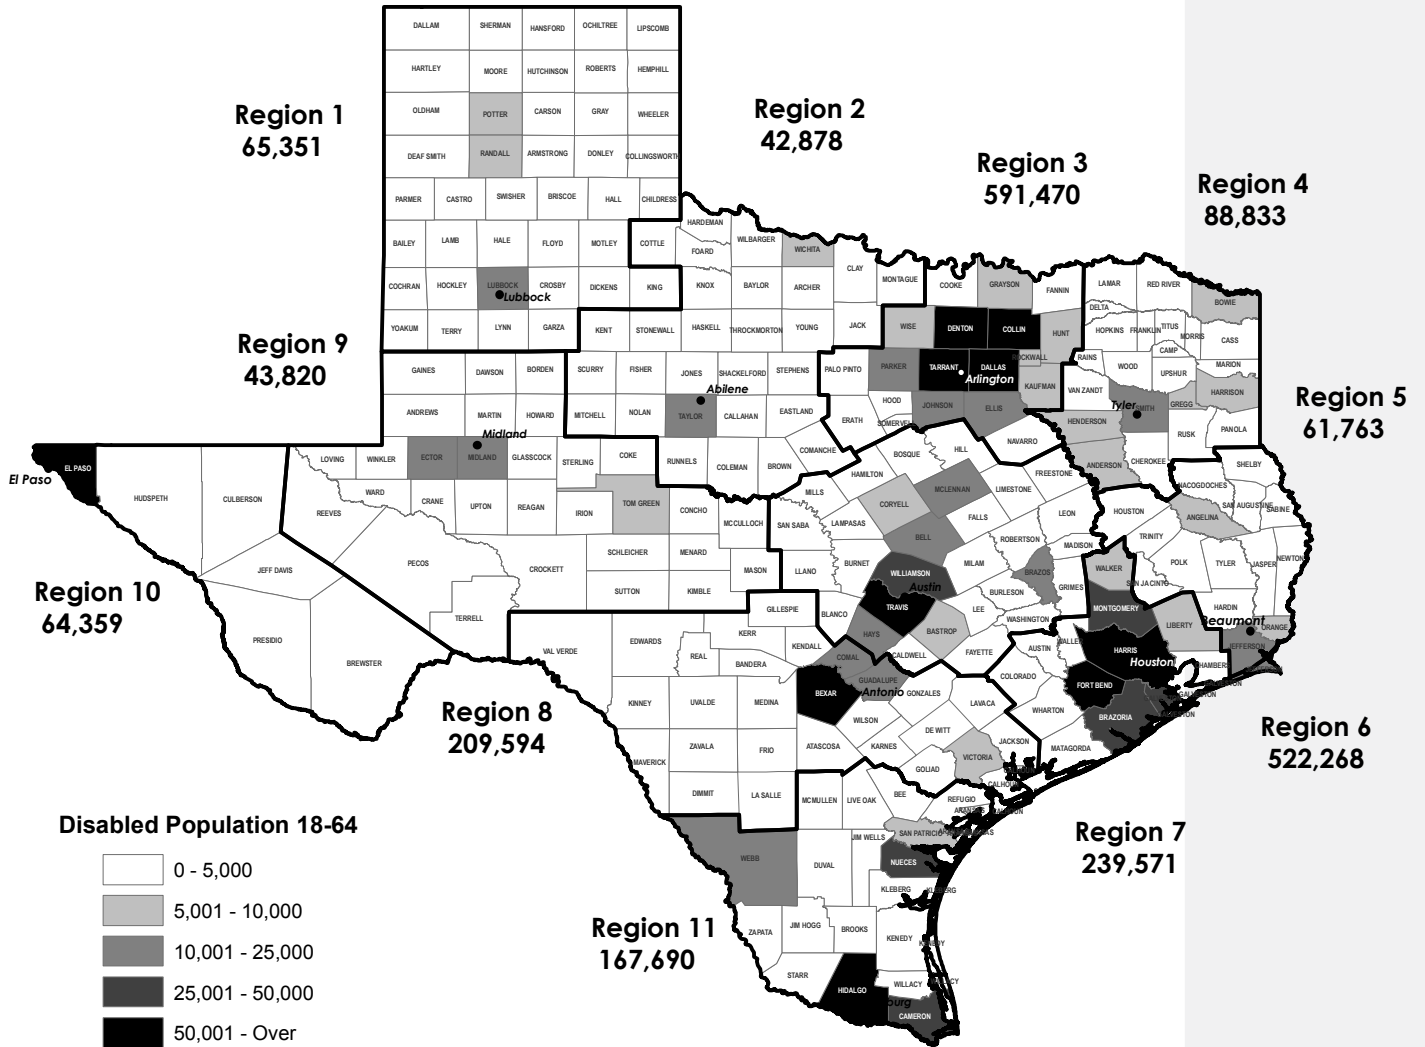 DALLAM SHERMAN HANSFORD OCHILTREE LIPSCOMB
HARTLEY MOORE HUTCHINSON ROBERTS HEMPHILL
OLDHAM POTTER CARSON GRAY WHEELER
DEAF SMITH RANDALL ARMSTRONG DONLEY COLLINGSWORTH
PARMER CASTRO SWISHER BRISCOE HALL CHILDRESS
BAILEY LAMB HALE FLOYD MOTLEY COTTLE
COCHRAN HOCKLEY LUBBOCK CROSBY DICKENS KING
Lubbock
YOAKUM TERRY LYNN GARZA KENT STONEWALL HASKELL THROCKMORTON YOUNG JACK
Region 1
65,351
Region 2
42,878
Region 3
591,470
Region 4
88,833
HARDEMAN FOARD WILBARGER WICHITA CLAY MONTAGUE COOKE GRAYSON FANNIN LAMAR RED RIVER BOWIE
KNOX BAYLOR ARCHER WISE DENTON COLLIN HUNT DELTA HOPKINS FRANKLIN TITUS MORRIS CASS
CAMP MARION RAINS WOOD UPSHUR HARRISON
Region 9
43,820
GAINES DAWSON BORDEN SCURRY FISHER JONES SHACKELFORD STEPHENS PALO PINTO PARKER TARRANT DALLAS ROCKWALL KAUFMAN VAN ZANDT SMITH GREGG
Abilene
Arlington
Tyler
ANDREWS MARTIN HOWARD MITCHELL NOLAN TAYLOR CALLAHAN EASTLAND ERATH HOOD SOMERVELL JOHNSON ELLIS HENDERSON RUSK PANOLA
Region 5
61,763
Midland
El Paso
EL PASO HUDSPETH CULBERSON LOVING WINKLER ECTOR MIDLAND GLASSCOCK STERLING COKE RUNNELS COLEMAN BROWN COMANCHE HAMILTON BOSQUE HILL NAVARRO FREESTONE ANDERSON CHEROKEE SHELBY
REEVES WARD CRANE UPTON REAGAN IRION TOM GREEN CONCHO MCCULLOCH MILLS SAN SABA LAMPASAS CORYELL MCLENNAN LIMESTONE FALLS LEON HOUSTON NACOGDOCHES ANGELINA SAN AUGUSTINE SABINE
JEFF DAVIS PECOS CROCKETT SCHLEICHER MENARD MASON LLANO BURNET BELL MILAM ROBERTSON MADISON TRINITY POLK TYLER JASPER NEWTON
SUTTON KIMBLE WILLIAMSON BRAZOS GRIMES WALKER SAN JACINTO HARDIN
Austin
Region 10
64,359
PRESIDIO BREWSTER TERRELL VAL VERDE EDWARDS REAL KERR GILLESPIE BANDERA KENDALL BLANCO TRAVIS HAYS BASTROP LEE BURLESON WASHINGTON MONTGOMERY LIBERTY ORANGE JEFFERSON
Beaumont
COMAL CALDWELL FAYETTE AUSTIN HARRIS
Houston
KINNEY UVALDE MEDINA BEXAR GUADALUPE GONZALES LAVACA COLORADO FORT BEND
Antonio
Region 8
209,594
WILSON DE WITT WHARTON BRAZORIA
MAVERICK ZAVALA FRIO ATASCOSA KARNES JACKSON MATAGORDA
DIMMIT LA SALLE GOLIAD VICTORIA CALHOUN
Region 6
522,268
MCMULLEN LIVE OAK BEE REFUGIO
Region 7
239,571
WEBB DUVAL JIM WELLS SAN PATRICIO NUECES
KLEBERG
Region 11
167,690
ZAPATA JIM HOGG BROOKS KENEDY
STARR HIDALGO WILLACY
CAMERON
Disabled Population 18-64
0 - 5,000
5,001 - 10,000
10,001 - 25,000
25,001 - 50,000
50,001 - Over